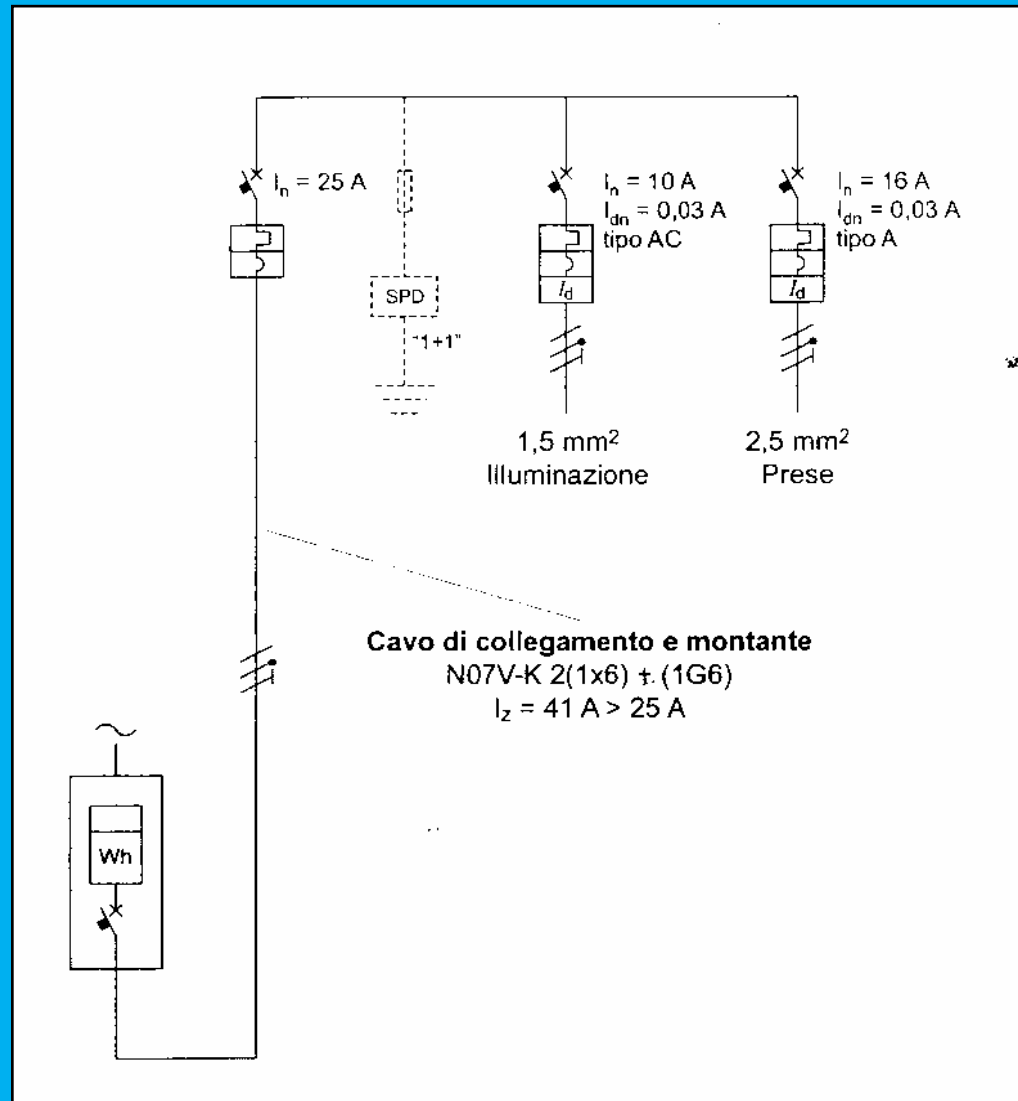 I_n = 25 A
SPD
"1+1"
I_n = 10 A
I_dn = 0,03 A
tipo AC
I_d
1,5 mm²
Illuminazione
I_n = 16 A
I_dn = 0,03 A
tipo A
I_d
2,5 mm²
Prese
Cavo di collegamento e montante
N07V-K 2(1x6) + (1G6)
I_z = 41 A > 25 A
Wh